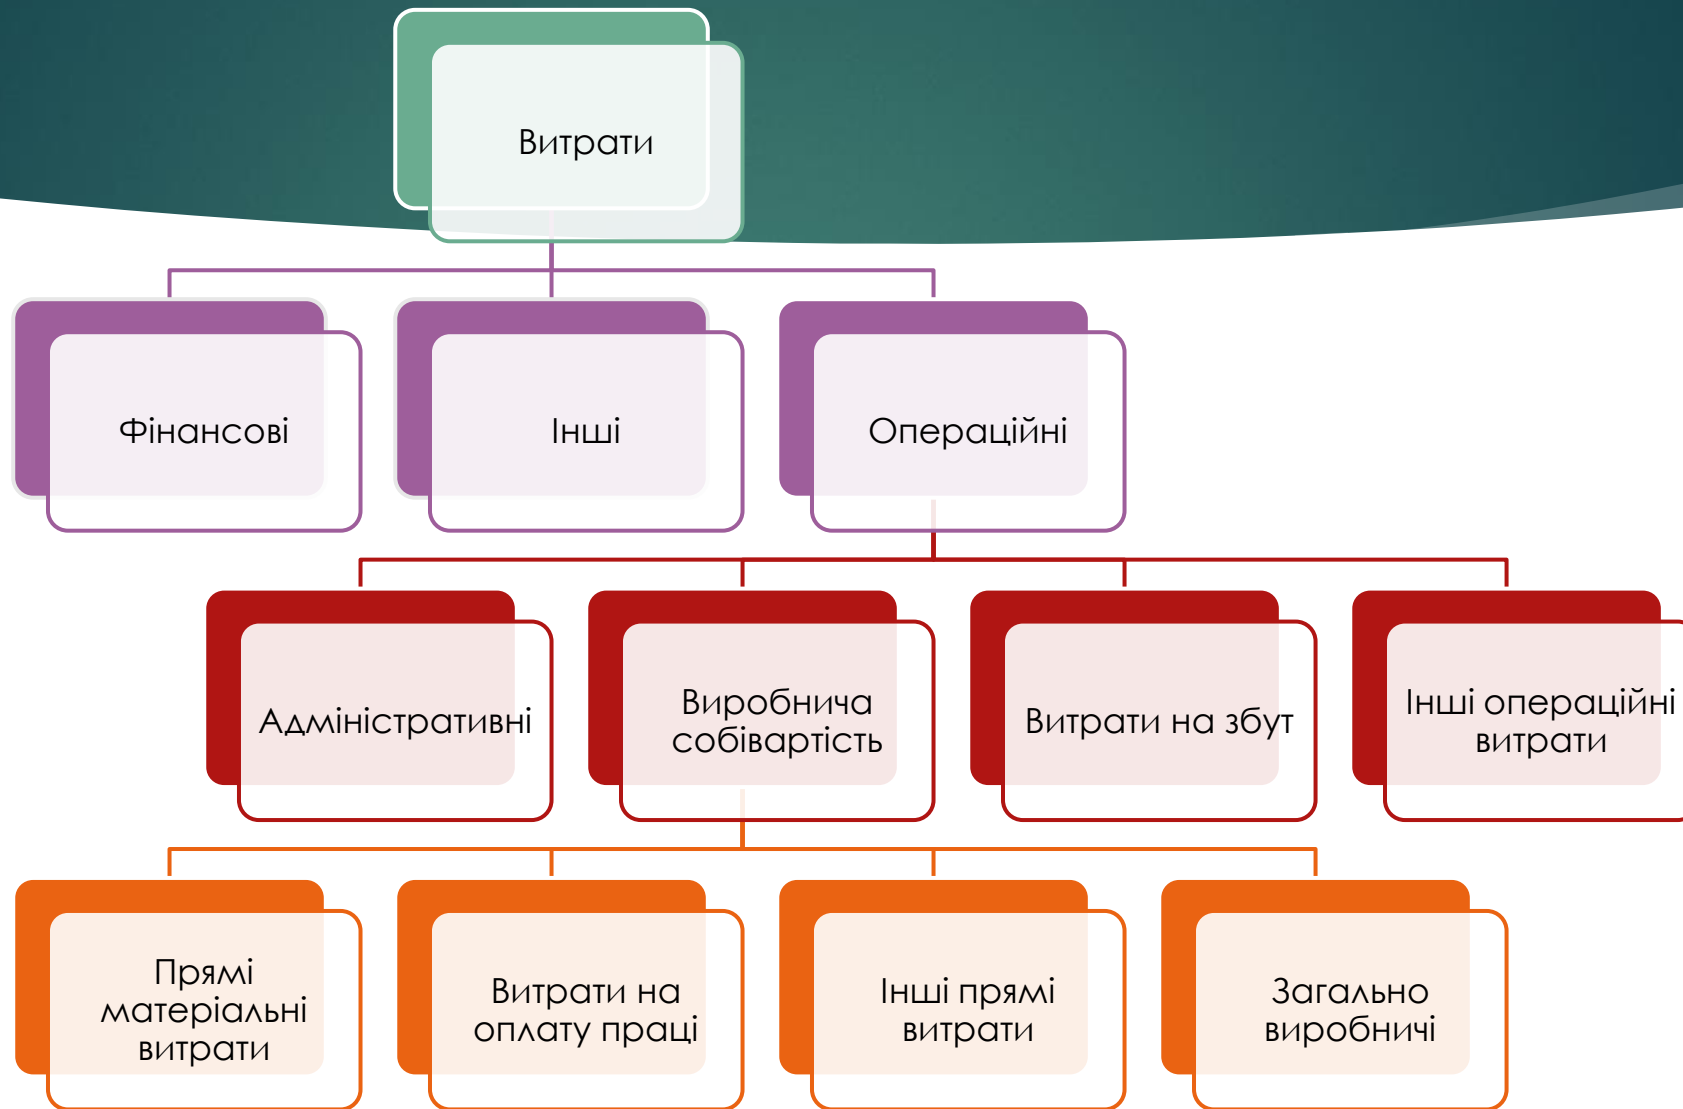 Витрати
Фінансові
Інші
Операційні
Адміністративні
Виробнича
собівартість
Витрати на збут
Інші операційні
витрати
Прямі
матеріальні
витрати
Витрати на
оплату праці
Інші прямі
витрати
Загально
виробничі